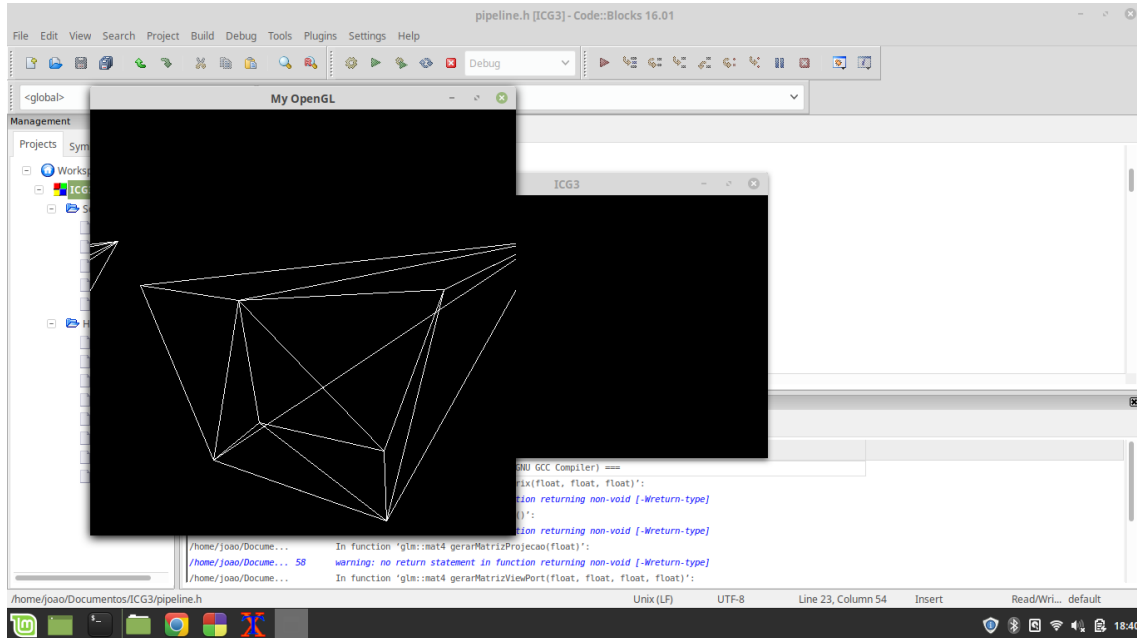 pipeline.h [ICG3] - Code::Blocks 16.01
File Edit View Search Project Build Debug Tools Plugins Settings Help
Debug
<global>
My OpenGL
Management
Projects Sym
Works
ICG3
ICG
S
H
GNU GCC Compiler) ===
rix(float, float, float)’:
tion returning non-void [-Wreturn-type]
()’:
tion returning non-void [-Wreturn-type]
/home/joao/Docume... In function ‘glm::mat4 gerarMatrizProjecao(float)’:
/home/joao/Docume... 58 warning: no return statement in function returning non-void [-Wreturn-type]
/home/joao/Docume... In function ‘glm::mat4 gerarMatrizViewPort(float, float, float, float)’:
/home/joao/Documentos/ICG3/pipeline.h Unix (LF) UTF-8 Line 23, Column 54 Insert Read/Wri... default
18:40